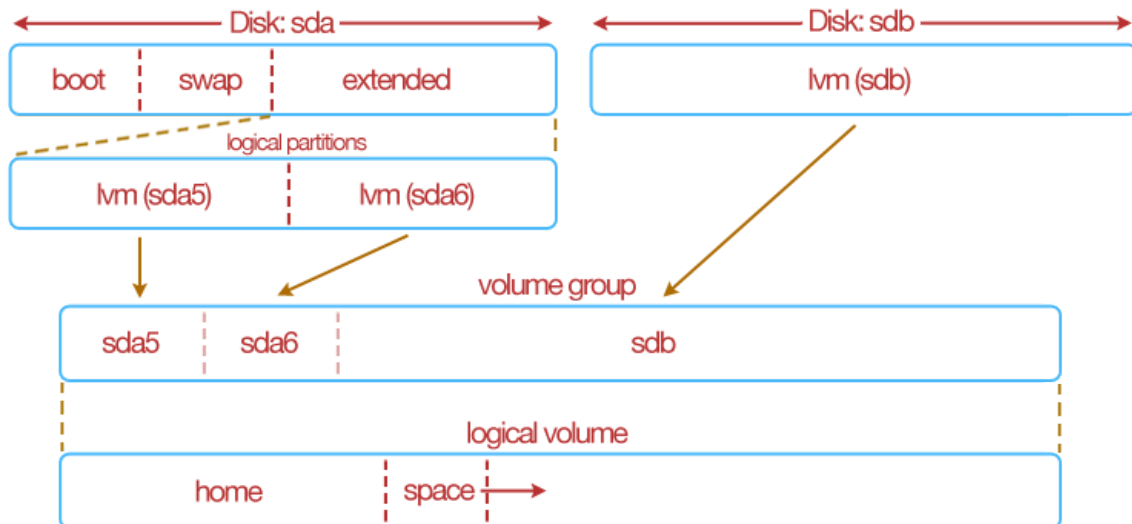 Disk: sda
Disk: sdb
boot
swap
extended
lvm (sdb)
logical partitions
lvm (sda5)
lvm (sda6)
volume group
sda5
sda6
sdb
logical volume
home
space